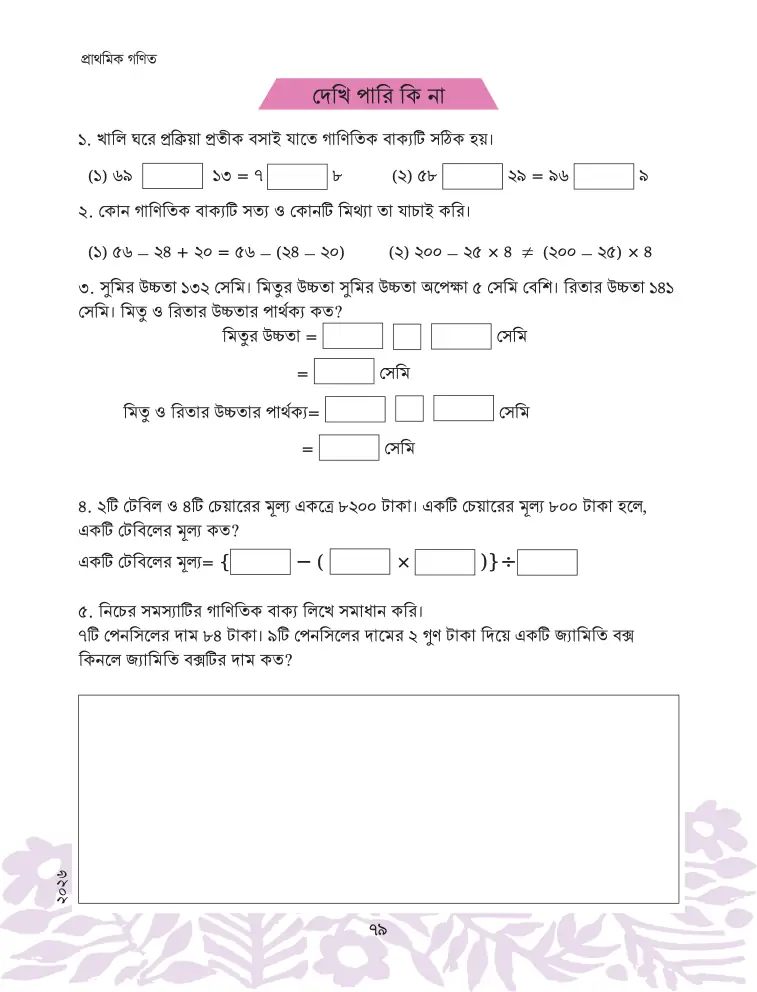 প্রাথমিক গণিত
দেখি পারি কি না
১. খালি ঘরে প্রক্রিয়া প্রতীক বসাই যাতে গাণিতিক বাক্যটি সঠিক হয়।
(১) ৬৯ ১৩ = ৭ ৮ (২) ৫৮ ২৯ = ৯৬ ৯
২. কোন গাণিতিক বাক্যটি সত্য ও কোনটি মিথ্যা তা যাচাই করি।
(১) ৫৬ – ২৪ + ২০ = ৫৬ – (২৪ – ২০) (২) ২০০ – ২৫ × ৪ ≠ (২০০ – ২৫) × ৪
৩. সুমির উচ্চতা ১৩২ সেমি। মিতুর উচ্চতা সুমির উচ্চতা অপেক্ষা ৫ সেমি বেশি। রিতার উচ্চতা ১৪১
সেমি। মিতু ও রিতার উচ্চতার পার্থক্য কত?
মিতুর উচ্চতা = সেমি
= সেমি
মিতু ও রিতার উচ্চতার পার্থক্য= সেমি
= সেমি
৪. ২টি টেবিল ও ৪টি চেয়ারের মূল্য একত্রে ৮২০০ টাকা। একটি চেয়ারের মূল্য ৮০০ টাকা হলে,
একটি টেবিলের মূল্য কত?
একটি টেবিলের মূল্য= { – ( × )} ÷
৫. নিচের সমস্যাটির গাণিতিক বাক্য লিখে সমাধান করি।
৭টি পেনসিলের দাম ৮৪ টাকা। ৯টি পেনসিলের দামের ২ গুণ টাকা দিয়ে একটি জ্যামিতি বক্স
কিনলে জ্যামিতি বক্সটির দাম কত?
২০২৬
৭৯